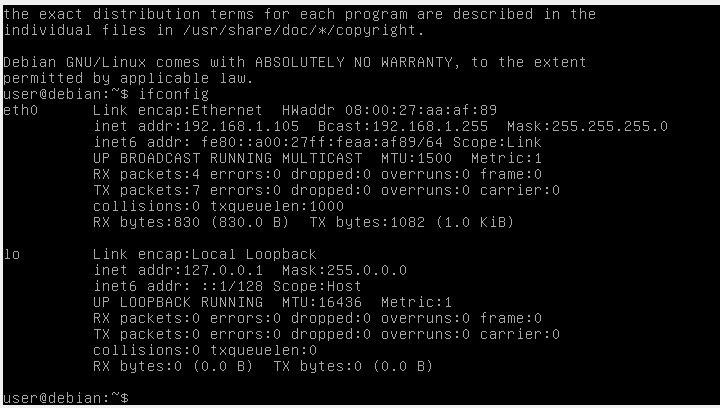 the exact distribution terms for each program are described in the
individual files in /usr/share/doc/*/copyright.
Debian GNU/Linux comes with ABSOLUTELY NO WARRANTY, to the extent
permitted by applicable law.
user@debian:~$ ifconfig
eth0      Link encap:Ethernet  HWaddr 08:00:27:aa:af:89
          inet addr:192.168.1.105  Bcast:192.168.1.255  Mask:255.255.255.0
          inet6 addr: fe80::a00:27ff:feaa:af89/64 Scope:Link
          UP BROADCAST RUNNING MULTICAST  MTU:1500  Metric:1
          RX packets:4 errors:0 dropped:0 overruns:0 frame:0
          TX packets:7 errors:0 dropped:0 overruns:0 carrier:0
          collisions:0 txqueuelen:1000
          RX bytes:830 (830.0 B)  TX bytes:1082 (1.0 KiB)
lo        Link encap:Local Loopback
          inet addr:127.0.0.1  Mask:255.0.0.0
          inet6 addr: ::1/128 Scope:Host
          UP LOOPBACK RUNNING  MTU:16436  Metric:1
          RX packets:0 errors:0 dropped:0 overruns:0 frame:0
          TX packets:0 errors:0 dropped:0 overruns:0 carrier:0
          collisions:0 txqueuelen:0
          RX bytes:0 (0.0 B)  TX bytes:0 (0.0 B)
user@debian:~$